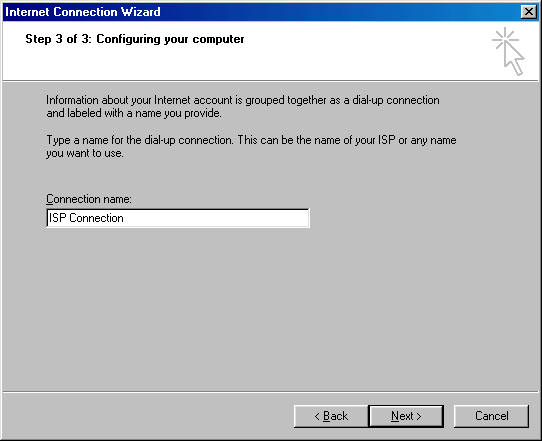 Internet Connection Wizard
Step 3 of 3: Configuring your computer
Information about your Internet account is grouped together as a dial-up connection
and labeled with a name you provide.
Type a name for the dial-up connection. This can be the name of your ISP or any name
you want to use.
Connection name:
ISP Connection
< Back
Next >
Cancel